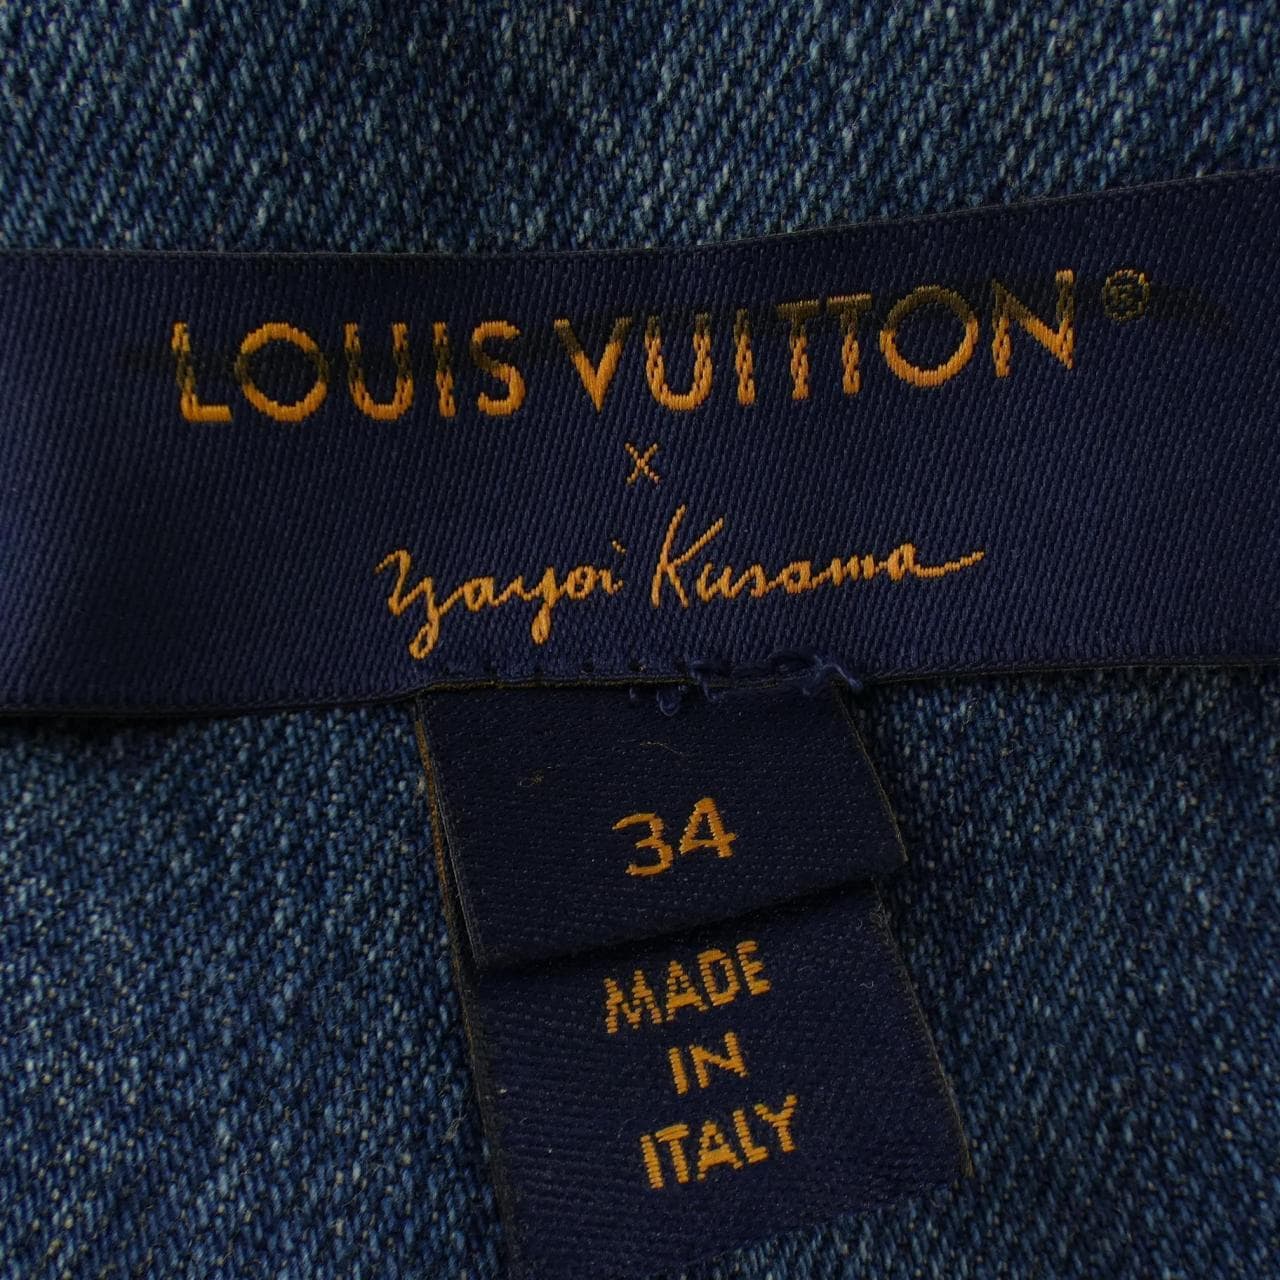 LOUIS VUITTON®
x
Yayoi Kusama
34
MADE
IN
ITALY